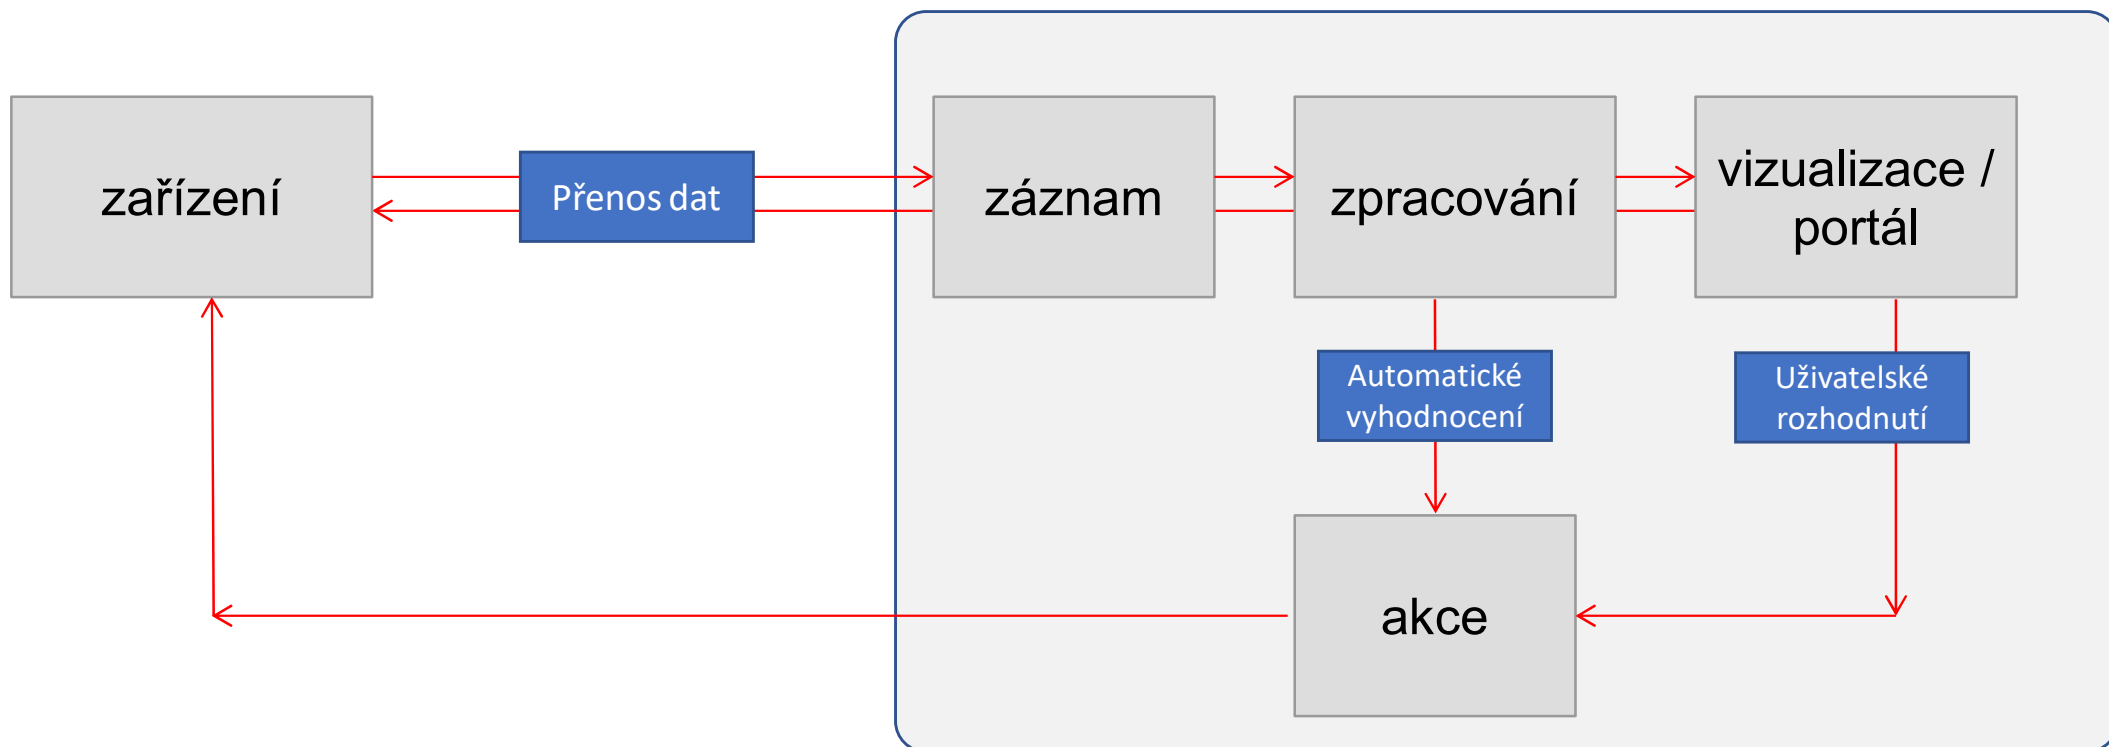 zařízení
Přenos dat
záznam
zpracování
vizualizace /
portál
Automatické
vyhodnocení
Uživatelské
rozhodnutí
akce